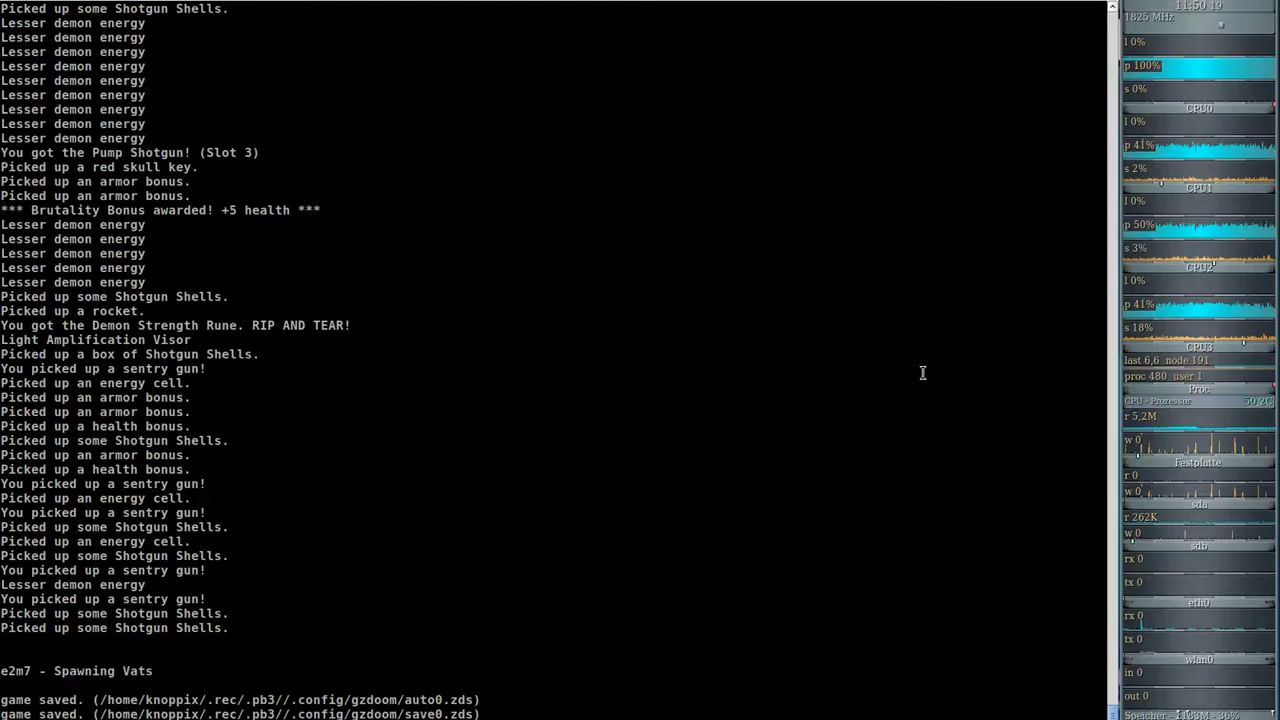 Picked up some Shotgun Shells.
Lesser demon energy
Lesser demon energy
Lesser demon energy
Lesser demon energy
Lesser demon energy
Lesser demon energy
Lesser demon energy
Lesser demon energy
Lesser demon energy
You got the Pump Shotgun! (Slot 3)
Picked up a red skull key.
Picked up an armor bonus.
Picked up an armor bonus.
*** Brutality Bonus awarded! +5 health ***
Lesser demon energy
Lesser demon energy
Lesser demon energy
Lesser demon energy
Lesser demon energy
Picked up some Shotgun Shells.
Picked up a rocket.
You got the Demon Strength Rune. RIP AND TEAR!
Light Amplification Visor
Picked up a box of Shotgun Shells.
You picked up a sentry gun!
Picked up an energy cell.
Picked up an armor bonus.
Picked up an armor bonus.
Picked up a health bonus.
Picked up some Shotgun Shells.
Picked up an armor bonus.
Picked up a health bonus.
You picked up a sentry gun!
Picked up an energy cell.
You picked up a sentry gun!
Picked up some Shotgun Shells.
Picked up an energy cell.
Picked up some Shotgun Shells.
You picked up a sentry gun!
Lesser demon energy
You picked up a sentry gun!
Picked up some Shotgun Shells.
Picked up some Shotgun Shells.
e2m7 - Spawning Vats
game saved. (/home/knoppix/.rec/.pb3//.config/gzdoom/auto0.zds)
game saved. (/home/knoppix/.rec/.pb3//.config/gzdoom/save0.zds)
11:50 19
1825 MHz
l 0%
p 100%
s 0%
CPU0
l 0%
p 41%
s 2%
CPU1
l 0%
p 50%
s 3%
CPU2
l 0%
p 41%
s 18%
CPU3
last 6,6 node 191
proc 480 user 1
Proc
CPU - Prozessor 50,2C
r 5,2M
w 0
Festplatte
r 0
w 0
sda
r 262K
w 0
sdb
rx 0
tx 0
eth0
rx 0
tx 0
wlan0
in 0
out 0